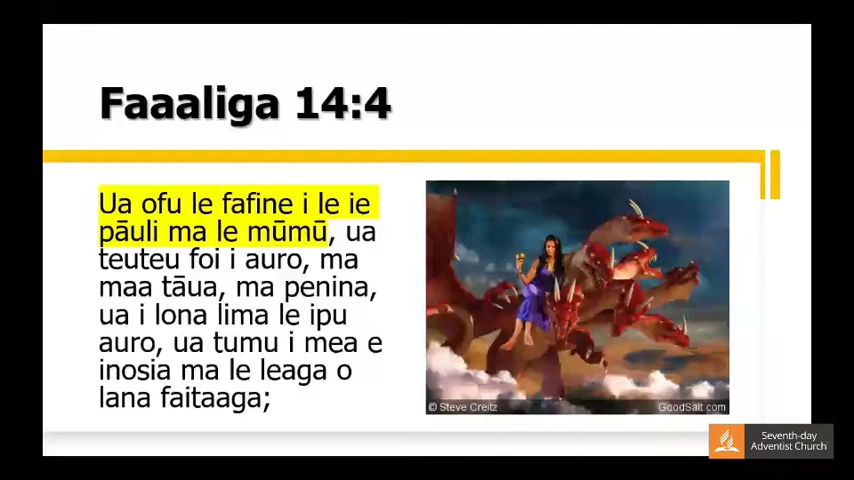 Faaaliga 14:4
Ua ofu le fafine i le ie
pāuli ma le mūmū, ua
teuteu foi i auro, ma
maa tāua, ma penina,
ua i lona lima le ipu
auro, ua tumu i mea e
inosia ma le leaga o
lana faitaaga;
© Steve Creitz
GoodSalt.com
Seventh-day
Adventist Church